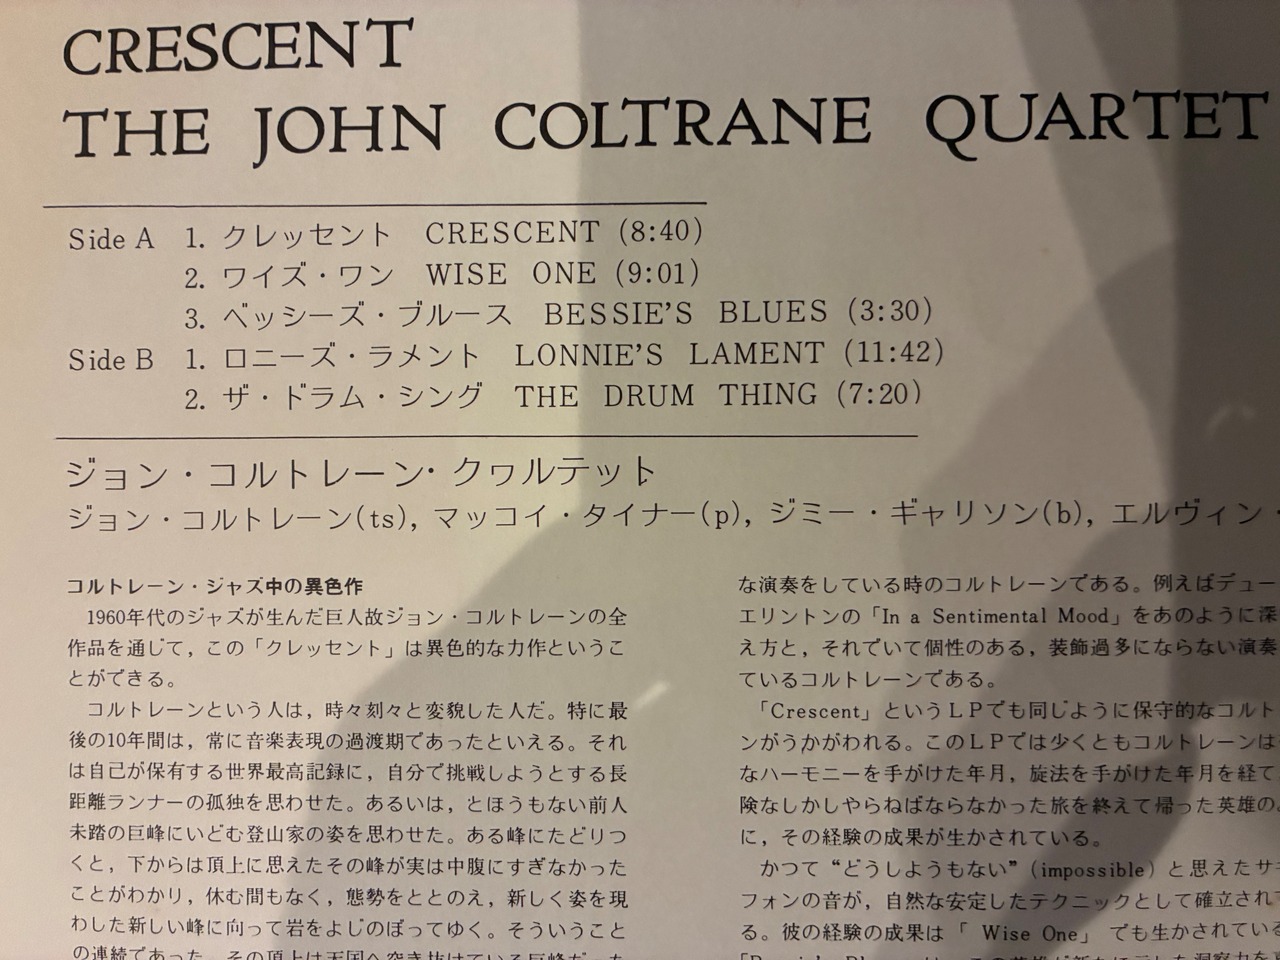 CRESCENT
THE JOHN COLTRANE QUARTET
Side A 1. クレッセント CRESCENT (8:40)
2. ワイズ・ワン WISE ONE (9:01)
3. ベッシーズ・ブルース BESSIE'S BLUES (3:30)
Side B 1. ロニーズ・ラメント LONNIE'S LAMENT (11:42)
2. ザ・ドラム・シング THE DRUM THING (7:20)
ジョン・コルトレーン・クヮルテット
ジョン・コルトレーン(ts), マッコイ・タイナー(p), ジミー・ギャリソン(b), エルヴィン・
コルトレーン・ジャズ中の異色作
1960年代のジャズが生んだ巨人故ジョン・コルトレーンの全
作品を通じて，この「クレッセント」は異色的な力作というこ
とができる。
コルトレーンという人は，時々刻々と変貌した人だ。特に最
後の10年間は，常に音楽表現の過渡期であったといえる。それ
は自己が保有する世界最高記録に，自分で挑戦しようとする長
距離ランナーの孤独を思わせた。あるいは，とほうもない前人
未踏の巨峰にいどむ登山家の姿を思わせた。ある峰にたどりつ
くと，下からは頂上に思えたその峰が実は中腹にすぎなかった
ことがわかり，休む間もなく，態勢をととのえ，新しく姿を現
わした新しい峰に向って岩をよじのぼってゆく。そういうこと
の連続であった。その頂上は天国へ突き抜けている巨峰だった
な演奏をしている時のコルトレーンである。例えばデュー
エリントンの「In a Sentimental Mood」をあのように深
え方と，それでいて個性のある，装飾過多にならない演奏
ているコルトレーンである。
「Crescent」というＬＰでも同じように保守的なコルト
ンがうかがわれる。このＬＰでは少くともコルトレーンは
なハーモニーを手がけた年月，旋法を手がけた年月を経て
険なしかしやらねばならなかった旅を終えて帰った英雄の
に，その経験の成果が生かされている。
かつて“どうしようもない”(impossible)と思えたサキ
フォンの音が，自然な安定したテクニックとして確立され
る。彼の経験の成果は「Wise One」でも生かされている